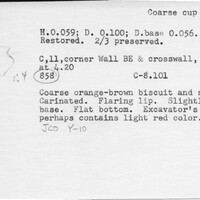 Coarse cup
H.0.059; D. 0.100; D.base 0.056.
Restored. 2/3 preserved.
C,11,corner Wall BE & crosswall,
at 4.20
858 C-8.101
Coarse orange-brown biscuit and s
Carinated. Flaring lip. Slightl
base. Flat bottom. Excavator's
perhaps contains light red color.
JCO Y-10